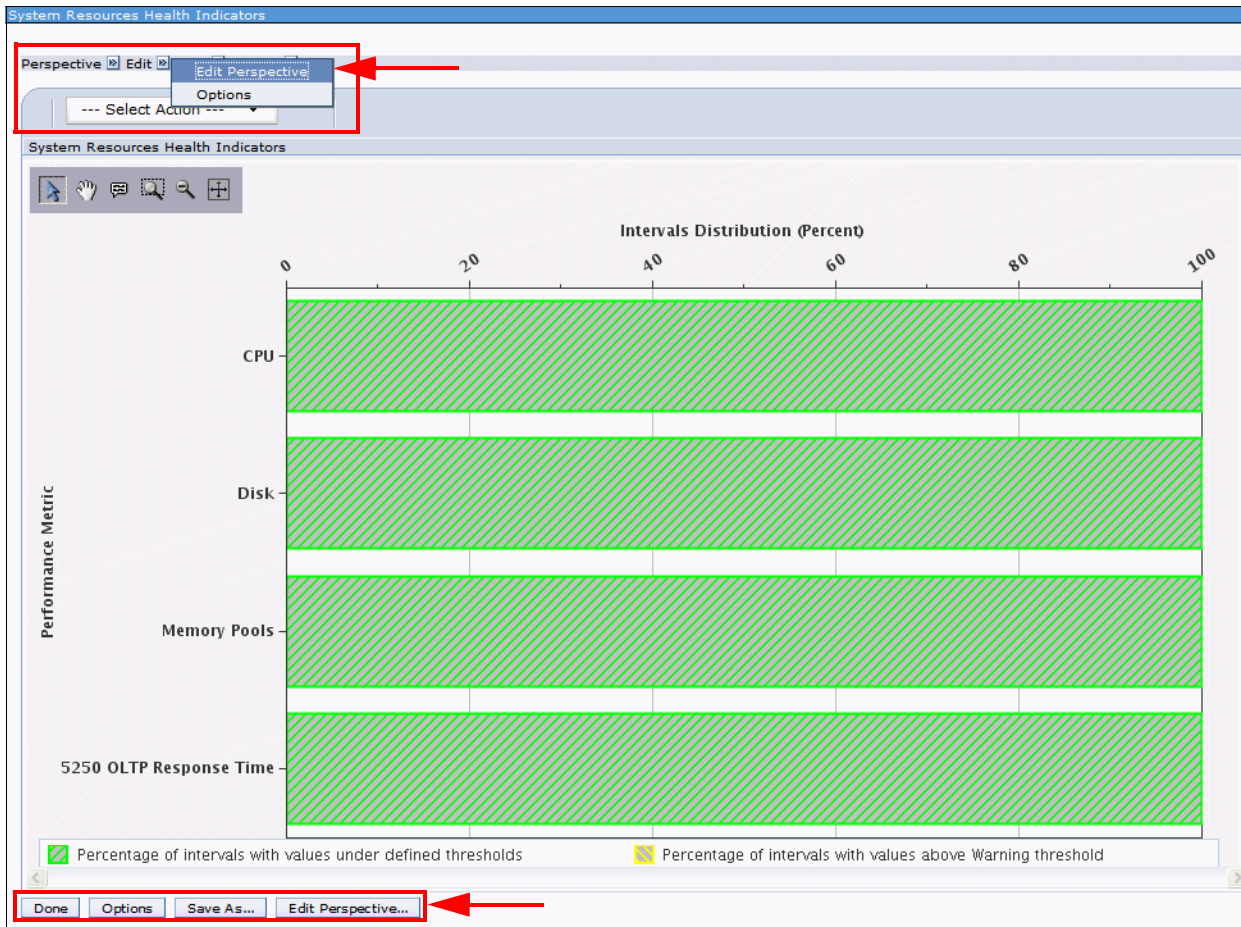 System Resources Health Indicators
Perspective Edit
Edit Perspective
Options
--- Select Action ---
System Resources Health Indicators
Intervals Distribution (Percent)
0 20 40 60 80 100
Performance Metric
CPU
Disk
Memory Pools
5250 OLTP Response Time
Percentage of intervals with values under defined thresholds Percentage of intervals with values above Warning threshold
Done Options Save As... Edit Perspective...